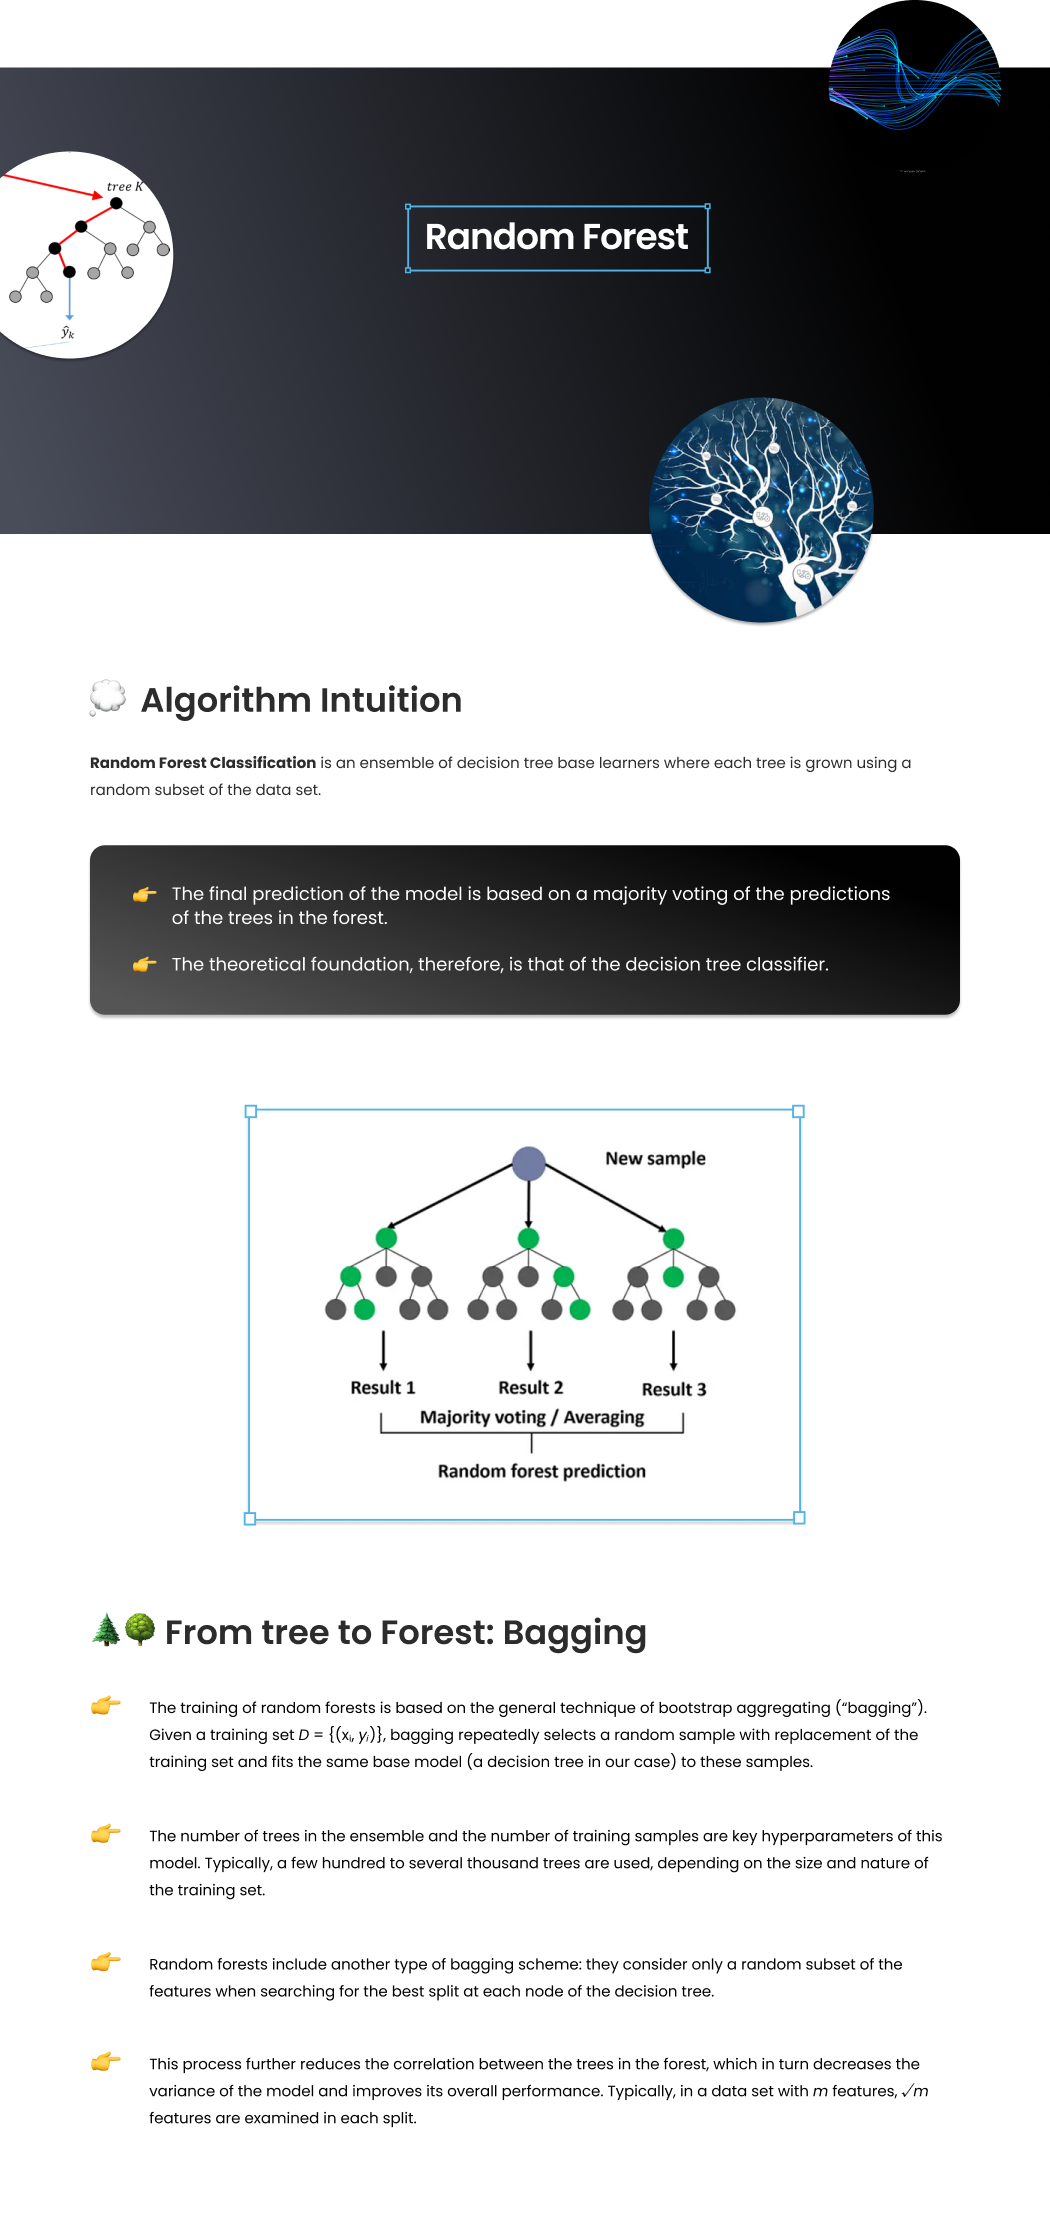 tree K
Random Forest
ŷₖ
Algorithm Intuition
Random Forest Classification is an ensemble of decision tree base learners where each tree is grown using a
random subset of the data set.
The final prediction of the model is based on a majority voting of the predictions
of the trees in the forest.
The theoretical foundation, therefore, is that of the decision tree classifier.
New sample
Result 1 Result 2 Result 3
Majority voting / Averaging
Random forest prediction
From tree to Forest: Bagging
The training of random forests is based on the general technique of bootstrap aggregating (“bagging”).
Given a training set D = {(xᵢ, yᵢ)}, bagging repeatedly selects a random sample with replacement of the
training set and fits the same base model (a decision tree in our case) to these samples.
The number of trees in the ensemble and the number of training samples are key hyperparameters of this
model. Typically, a few hundred to several thousand trees are used, depending on the size and nature of
the training set.
Random forests include another type of bagging scheme: they consider only a random subset of the
features when searching for the best split at each node of the decision tree.
This process further reduces the correlation between the trees in the forest, which in turn decreases the
variance of the model and improves its overall performance. Typically, in a data set with m features, √m
features are examined in each split.